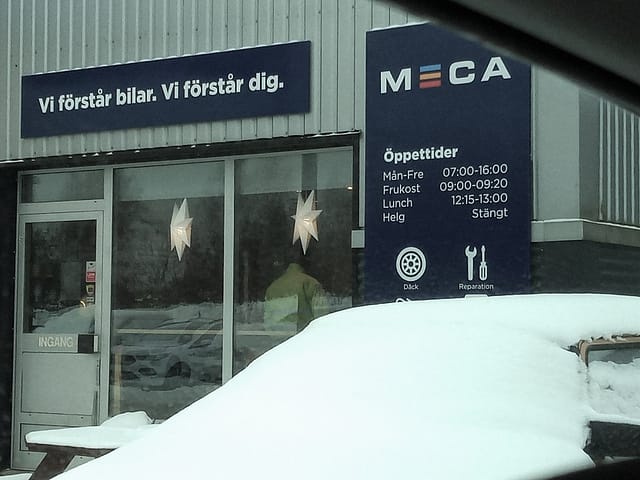 Vi förstår bilar. Vi förstår dig.
MECA
Öppettider
Mån-Fre 07:00-16:00
Frukost 09:00-09:20
Lunch 12:15-13:00
Helg Stängt
Däck Reparation
INGÅNG